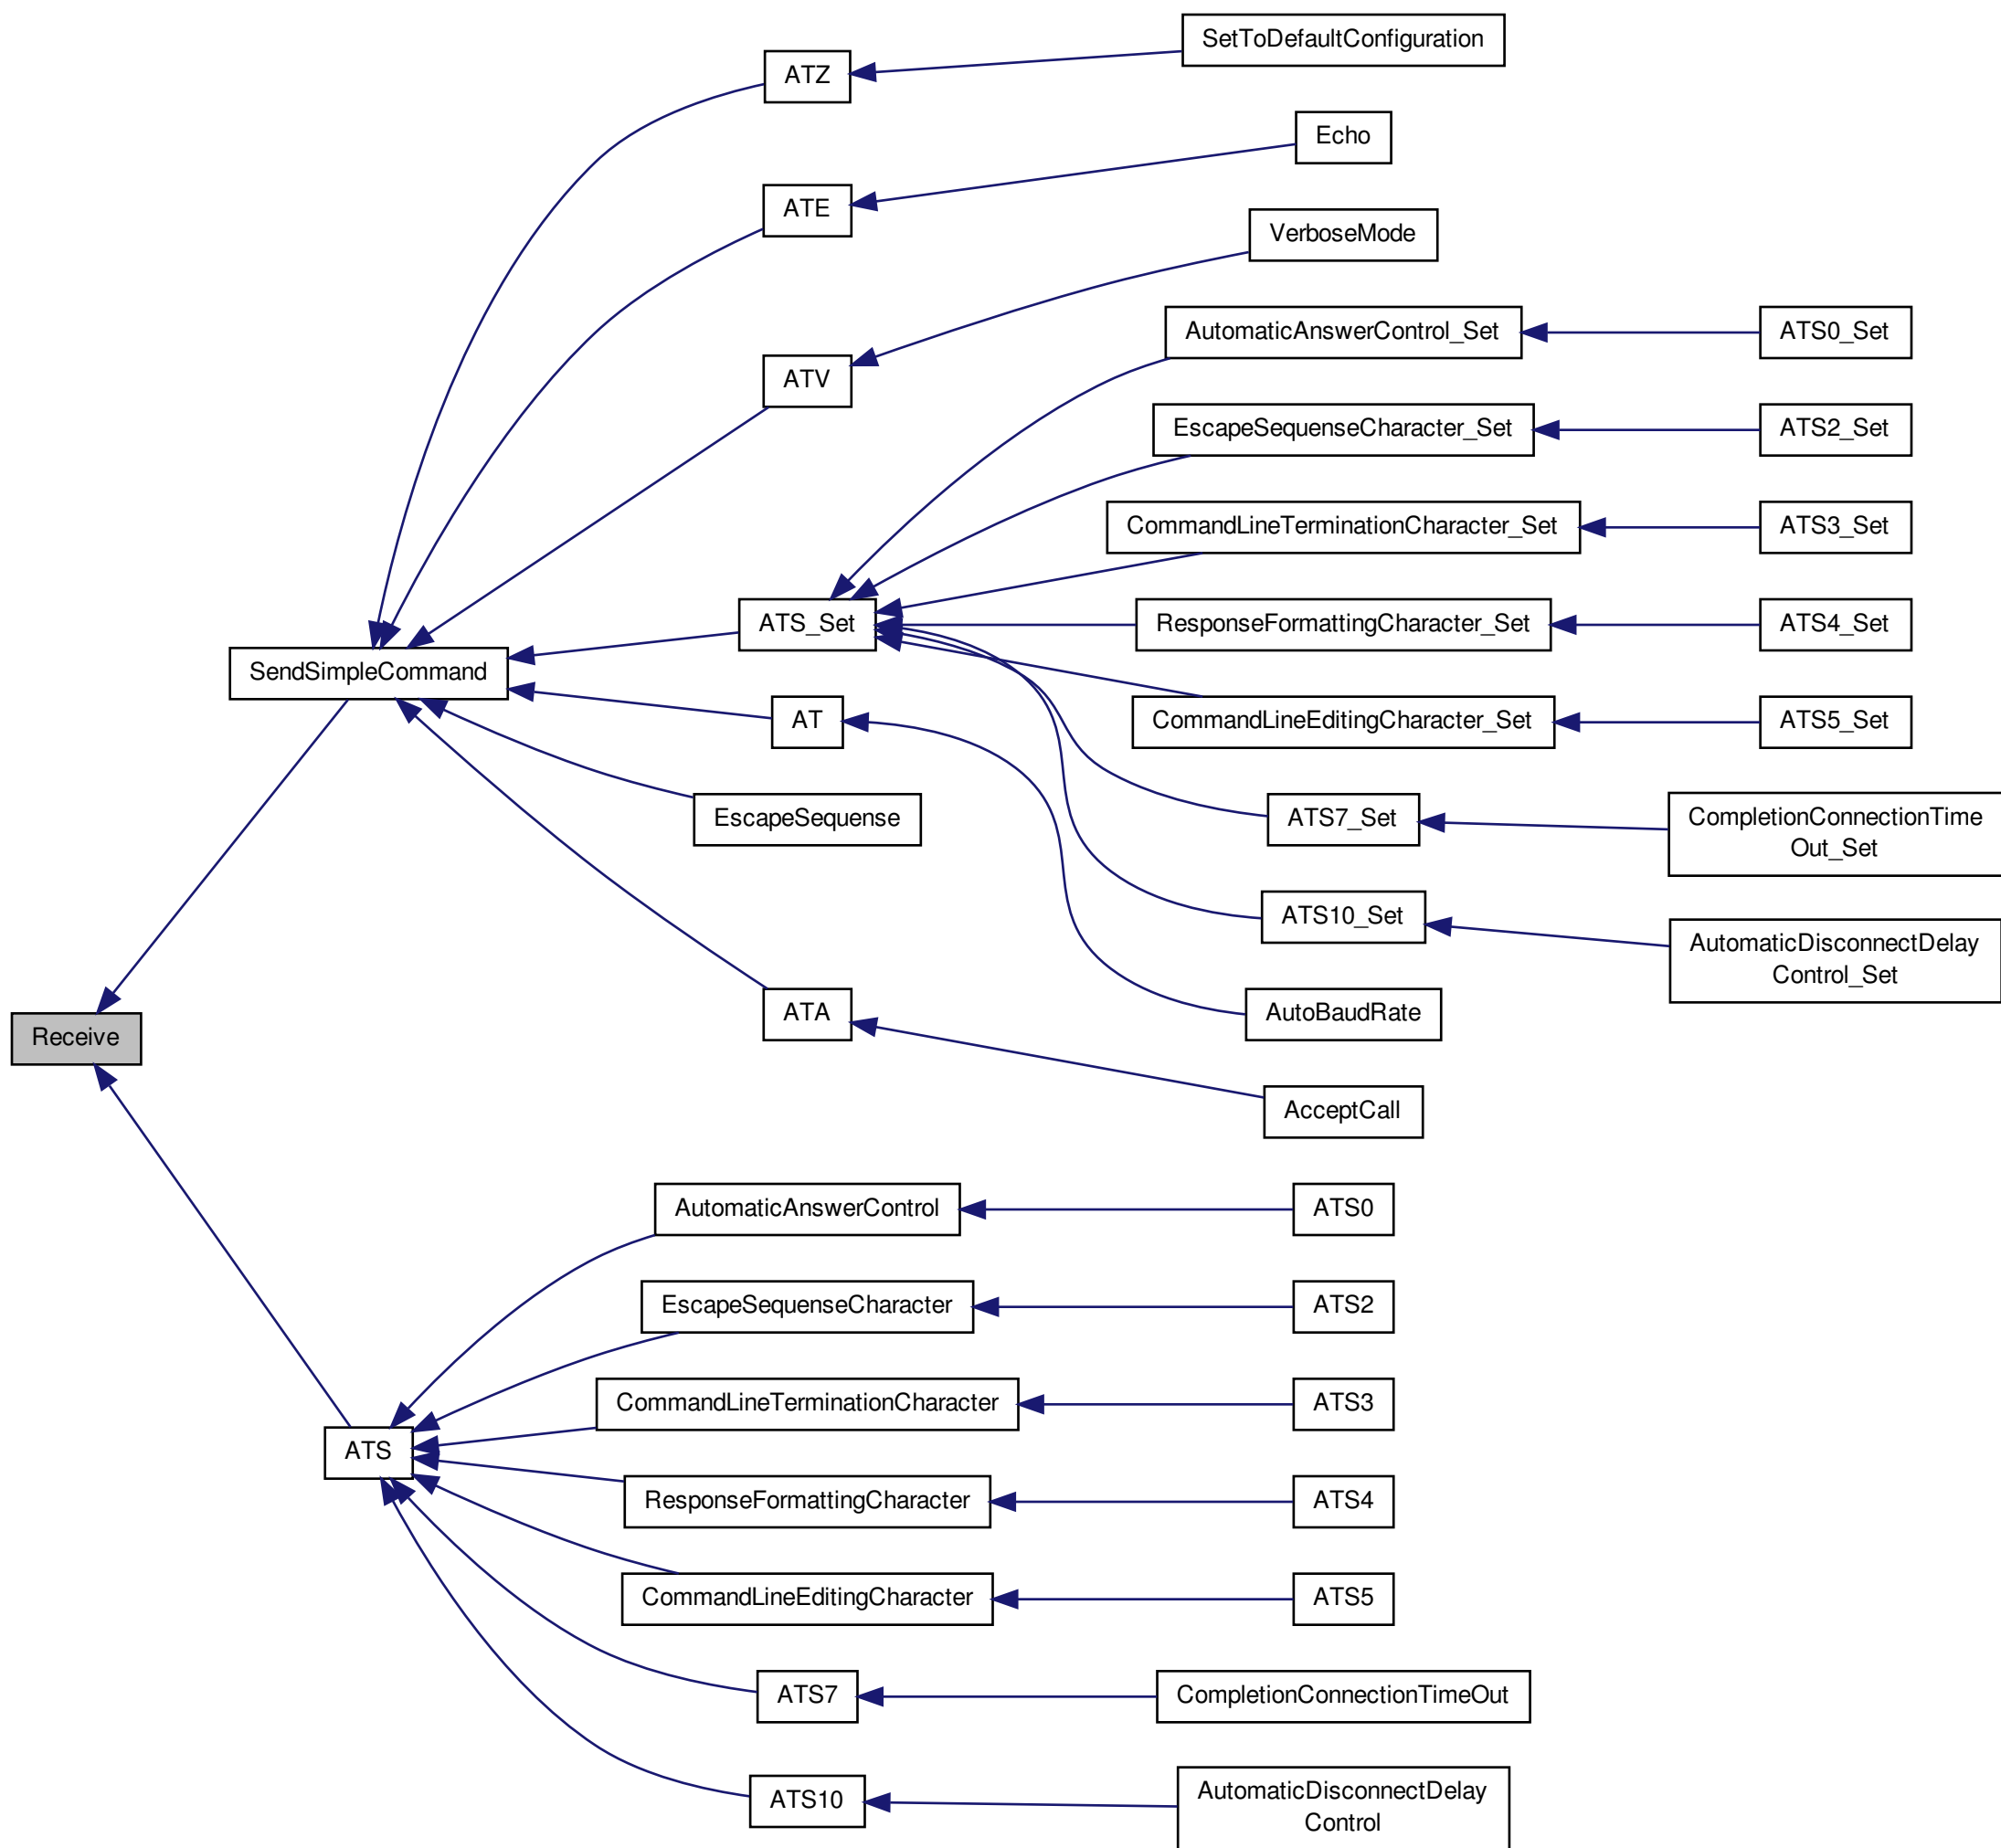 SetToDefaultConfiguration
ATZ
Echo
ATE
VerboseMode
ATV
AutomaticAnswerControl_Set
ATS0_Set
EscapeSequenseCharacter_Set
ATS2_Set
CommandLineTerminationCharacter_Set
ATS3_Set
ATS_Set
ResponseFormattingCharacter_Set
ATS4_Set
SendSimpleCommand
AT
CommandLineEditingCharacter_Set
ATS5_Set
EscapeSequense
ATS7_Set
CompletionConnectionTime
Out_Set
ATS10_Set
AutomaticDisconnectDelay
Control_Set
Receive
ATA
AutoBaudRate
AcceptCall
AutomaticAnswerControl
ATS0
EscapeSequenseCharacter
ATS2
CommandLineTerminationCharacter
ATS3
ATS
ResponseFormattingCharacter
ATS4
CommandLineEditingCharacter
ATS5
ATS7
CompletionConnectionTimeOut
ATS10
AutomaticDisconnectDelay
Control